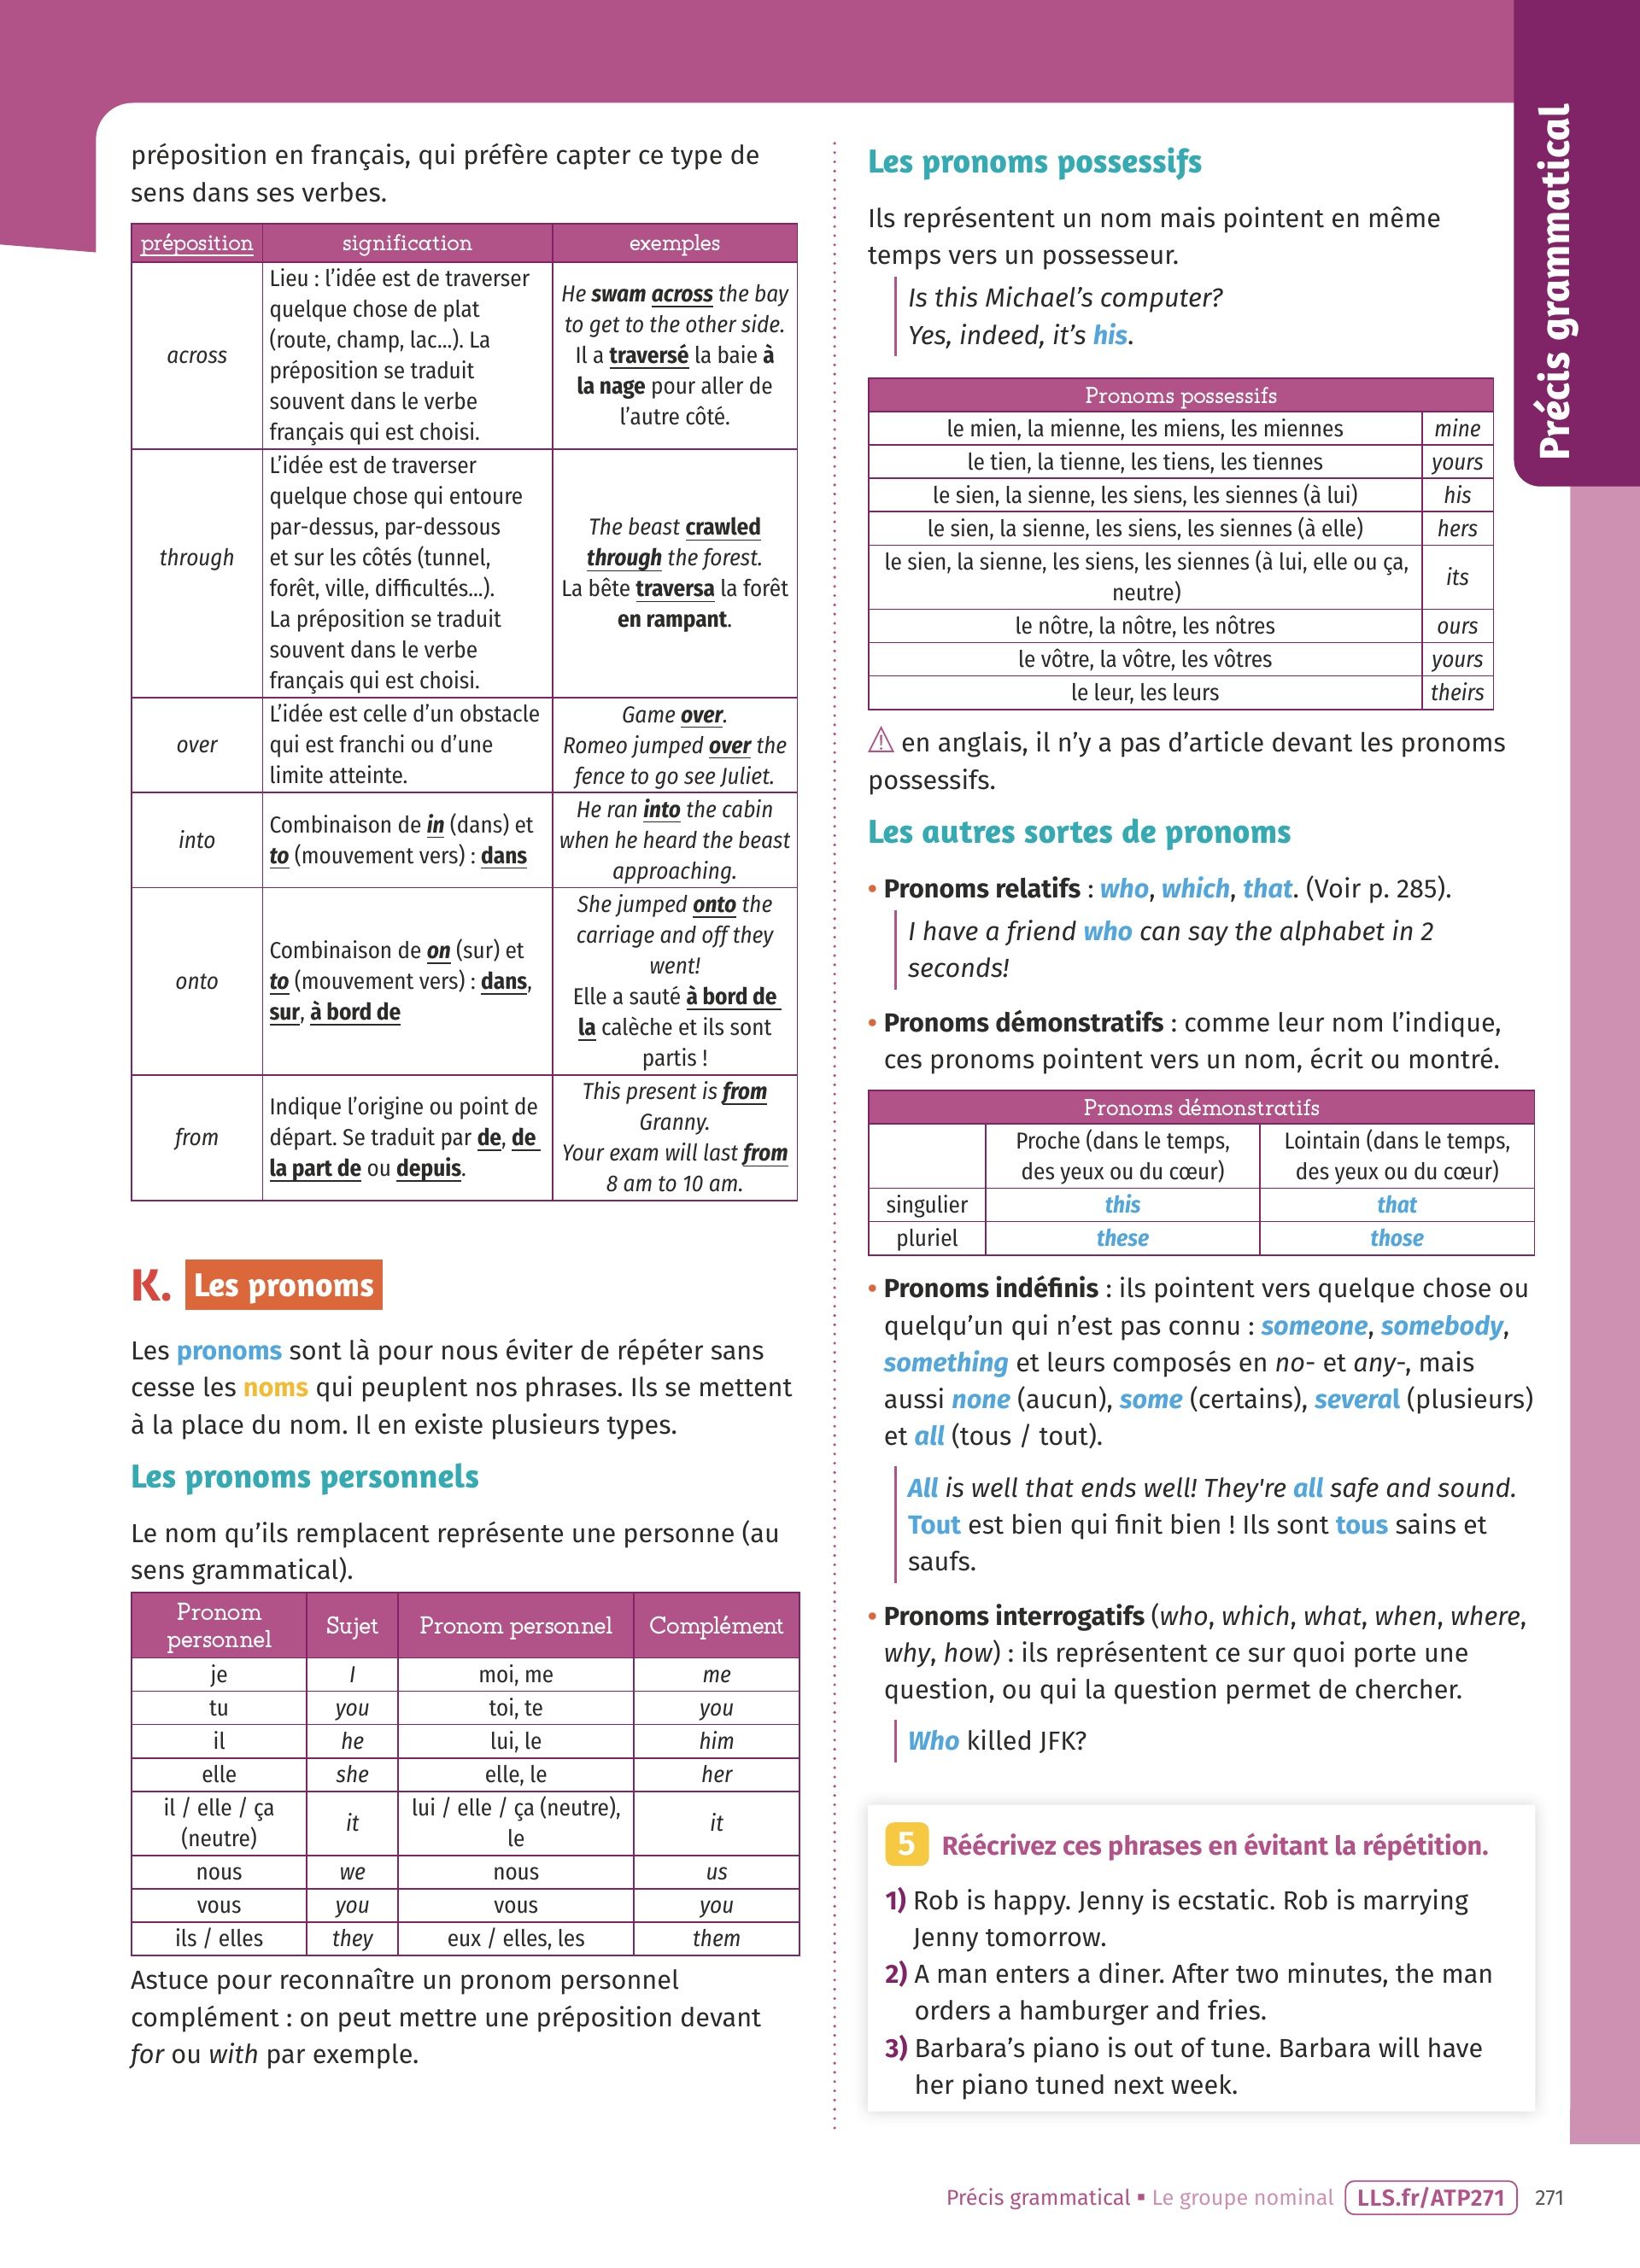 préposition en français, qui préfère capter ce type de
sens dans ses verbes.
préposition signification exemples
across
Lieu : l’idée est de traverser
quelque chose de plat
(route, champ, lac…). La
préposition se traduit
souvent dans le verbe
français qui est choisi.
He swam across the bay
to get to the other side.
Il a traversé la baie à
la nage pour aller de
l’autre côté.
through
L’idée est de traverser
quelque chose qui entoure
par-dessus, par-dessous
et sur les côtés (tunnel,
forêt, ville, difficultés…).
La préposition se traduit
souvent dans le verbe
français qui est choisi.
The beast crawled
through the forest.
La bête traversa la forêt
en rampant.
over
L’idée est celle d’un obstacle
qui est franchi ou d’une
limite atteinte.
Game over.
Romeo jumped over the
fence to go see Juliet.
into
Combinaison de in (dans) et
to (mouvement vers) : dans
He ran into the cabin
when he heard the beast
approaching.
onto
Combinaison de on (sur) et
to (mouvement vers) : dans,
sur, à bord de
She jumped onto the
carriage and off they
went!
Elle a sauté à bord de
la calèche et ils sont
partis !
from
Indique l’origine ou point de
départ. Se traduit par de, de
la part de ou depuis.
This present is from
Granny.
Your exam will last from
8 am to 10 am.
K. Les pronoms
Les pronoms sont là pour nous éviter de répéter sans
cesse les noms qui peuplent nos phrases. Ils se mettent
à la place du nom. Il en existe plusieurs types.
Les pronoms personnels
Le nom qu’ils remplacent représente une personne (au
sens grammatical).
Pronom
personnel
Sujet Pronom personnel Complément
je I moi, me me
tu you toi, te you
il he lui, le him
elle she elle, le her
il / elle / ça
(neutre)
it
lui / elle / ça (neutre),
le
it
nous we nous us
vous you vous you
ils / elles they eux / elles, les them
Astuce pour reconnaître un pronom personnel
complément : on peut mettre une préposition devant
for ou with par exemple.
Les pronoms possessifs
Ils représentent un nom mais pointent en même
temps vers un possesseur.
Is this Michael’s computer?
Yes, indeed, it’s his.
Pronoms possessifs
le mien, la mienne, les miens, les miennes mine
le tien, la tienne, les tiens, les tiennes yours
le sien, la sienne, les siens, les siennes (à lui) his
le sien, la sienne, les siens, les siennes (à elle) hers
le sien, la sienne, les siens, les siennes (à lui, elle ou ça,
neutre)
its
le nôtre, la nôtre, les nôtres ours
le vôtre, la vôtre, les vôtres yours
le leur, les leurs theirs
⚠ en anglais, il n’y a pas d’article devant les pronoms
possessifs.
Les autres sortes de pronoms
• Pronoms relatifs : who, which, that. (Voir p. 285).
I have a friend who can say the alphabet in 2
seconds!
• Pronoms démonstratifs : comme leur nom l’indique,
ces pronoms pointent vers un nom, écrit ou montré.
Pronoms démonstratifs
Proche (dans le temps,
des yeux ou du cœur)
Lointain (dans le temps,
des yeux ou du cœur)
singulier this that
pluriel these those
• Pronoms indéfinis : ils pointent vers quelque chose ou
quelqu’un qui n’est pas connu : someone, somebody,
something et leurs composés en no- et any-, mais
aussi none (aucun), some (certains), several (plusieurs)
et all (tous / tout).
All is well that ends well! They're all safe and sound.
Tout est bien qui finit bien ! Ils sont tous sains et
saufs.
• Pronoms interrogatifs (who, which, what, when, where,
why, how) : ils représentent ce sur quoi porte une
question, ou qui la question permet de chercher.
Who killed JFK?
5 Réécrivez ces phrases en évitant la répétition.
1) Rob is happy. Jenny is ecstatic. Rob is marrying
Jenny tomorrow.
2) A man enters a diner. After two minutes, the man
orders a hamburger and fries.
3) Barbara’s piano is out of tune. Barbara will have
her piano tuned next week.
Précis grammatical
Précis grammatical ▪ Le groupe nominal LLS.fr/ATP271 271